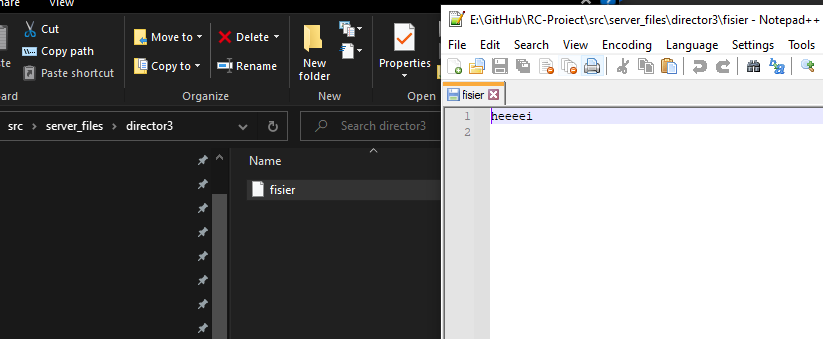 hare
View
Cut
Copy path
Paste shortcut
ste
Move to
Copy to
Delete
Rename
New
folder
Properties
ard
Organize
New
Open
src > server_files > director3
Search director3
Name
fisier
E:\GitHub\RC-Proiect\src\server_files\director3\fisier - Notepad++
File Edit Search View Encoding Language Settings Tools
fisier
1 heeeei
2